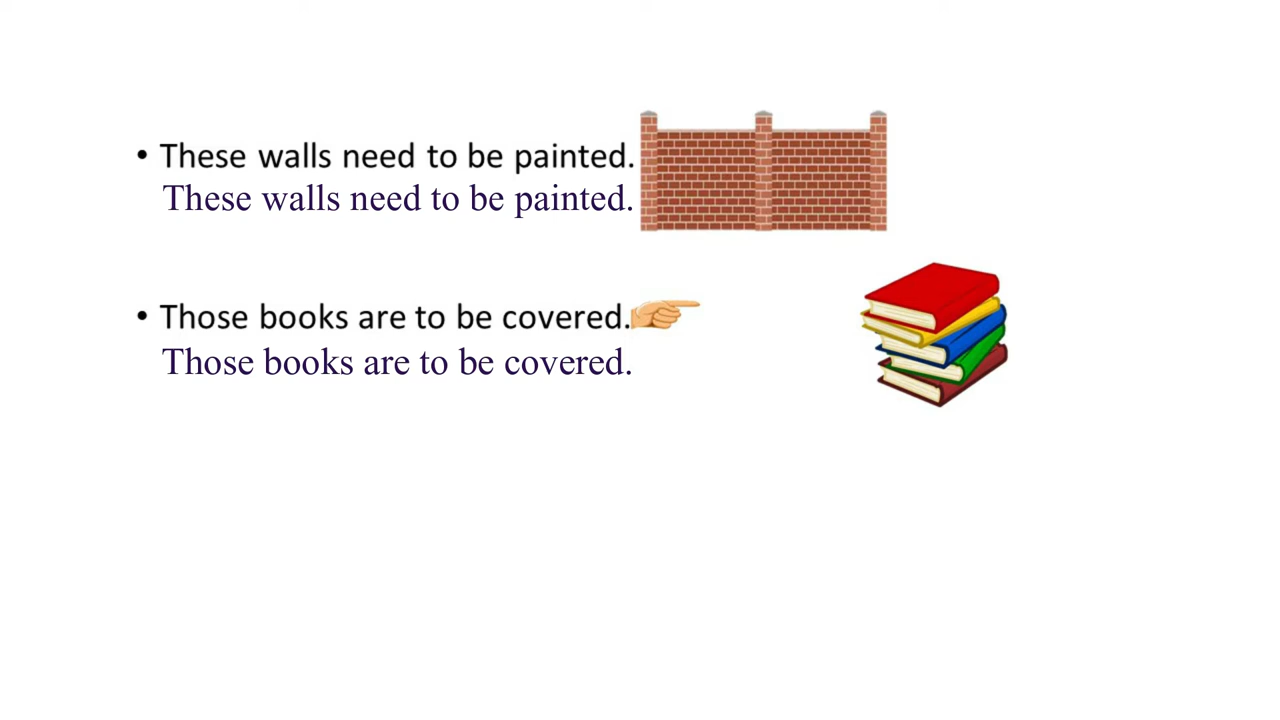 • These walls need to be painted.
These walls need to be painted.
• Those books are to be covered.
Those books are to be covered.